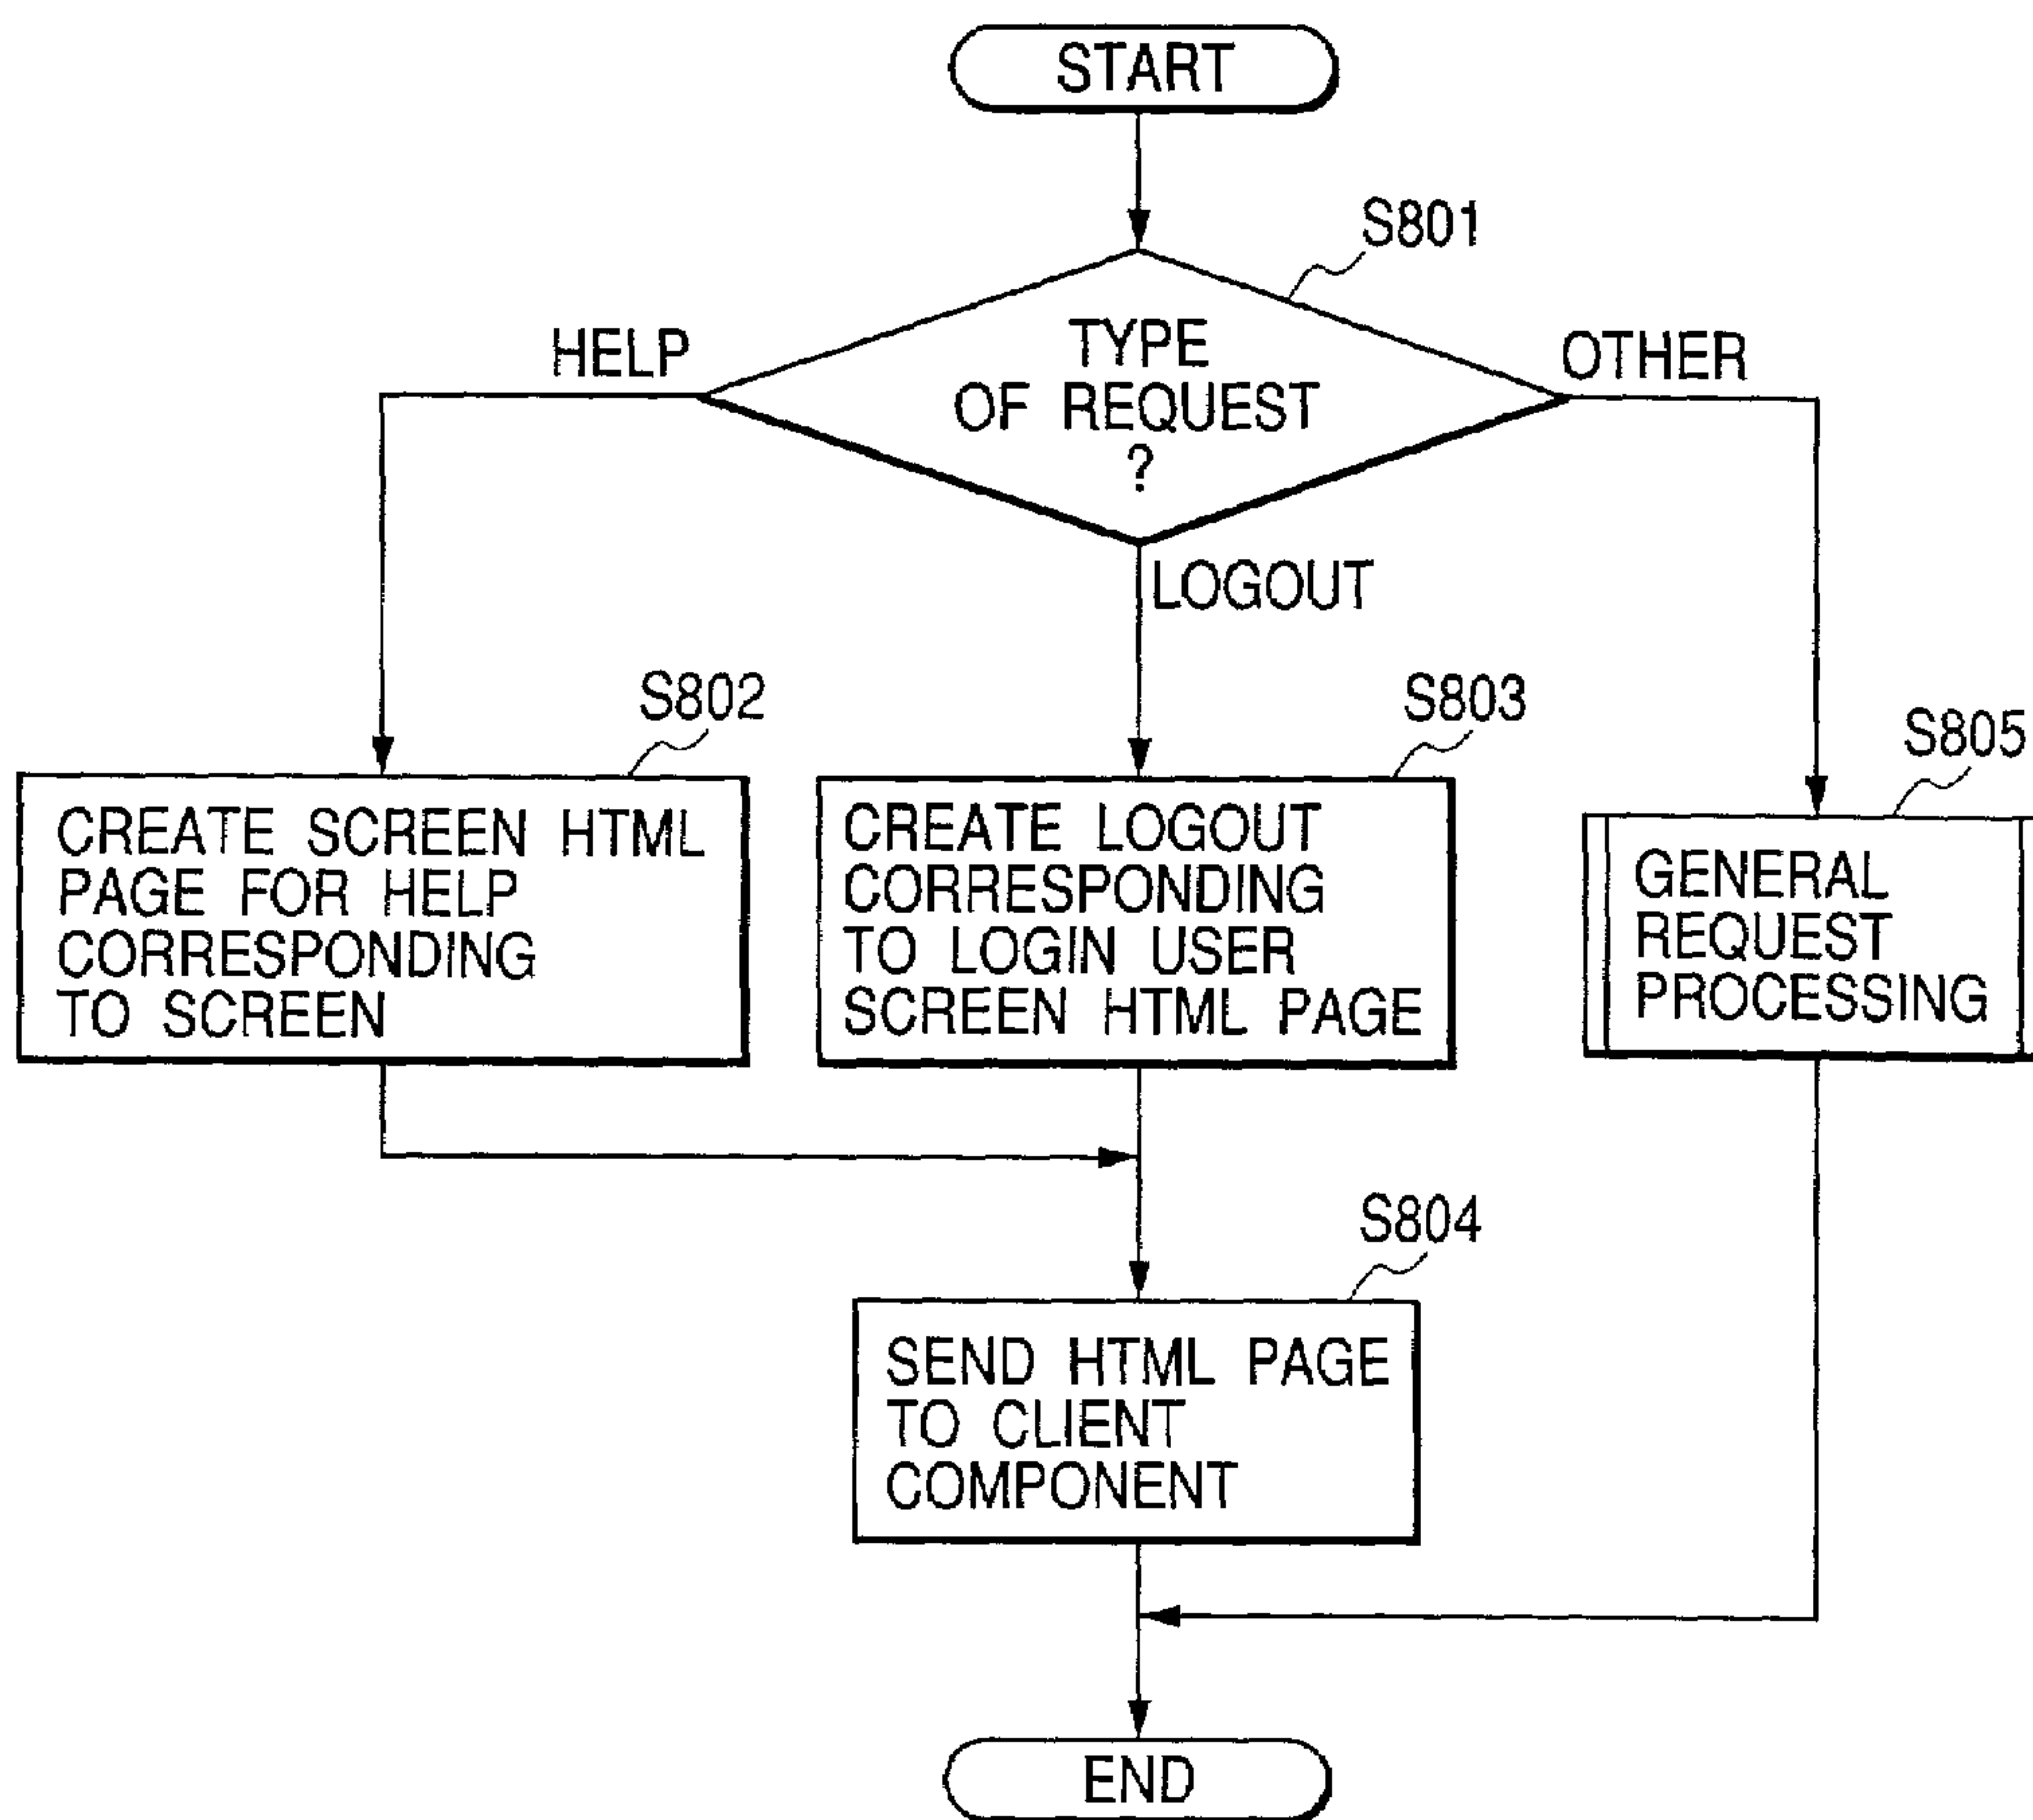 START
S801
HELP
TYPE
OF REQUEST
?
OTHER
LOGOUT
S802
S803
S805
CREATE SCREEN HTML
PAGE FOR HELP
CORRESPONDING
TO SCREEN
CREATE LOGOUT
CORRESPONDING
TO LOGIN USER
SCREEN HTML PAGE
GENERAL
REQUEST
PROCESSING
S804
SEND HTML PAGE
TO CLIENT
COMPONENT
END